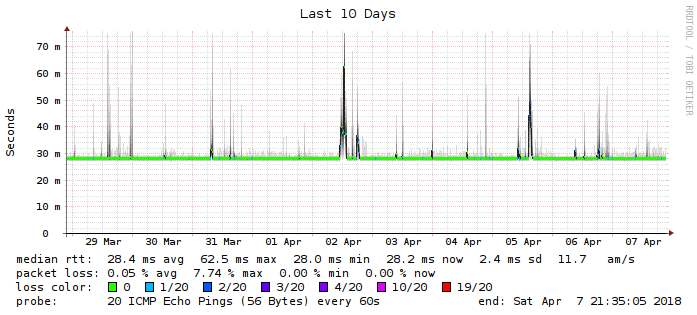 Last 10 Days
RRDTOOL / TOBI OETIKER
Seconds
70 m
60 m
50 m
40 m
30 m
20 m
10 m
0
29 Mar 30 Mar 31 Mar 01 Apr 02 Apr 03 Apr 04 Apr 05 Apr 06 Apr 07 Apr
median rtt: 28.4 ms avg 62.5 ms max 28.0 ms min 28.2 ms now 2.4 ms sd 11.7 am/s
packet loss: 0.05 % avg 7.74 % max 0.00 % min 0.00 % now
loss color: 0 1/20 2/20 3/20 4/20 10/20 19/20
probe: 20 ICMP Echo Pings (56 Bytes) every 60s end: Sat Apr 7 21:35:05 2018